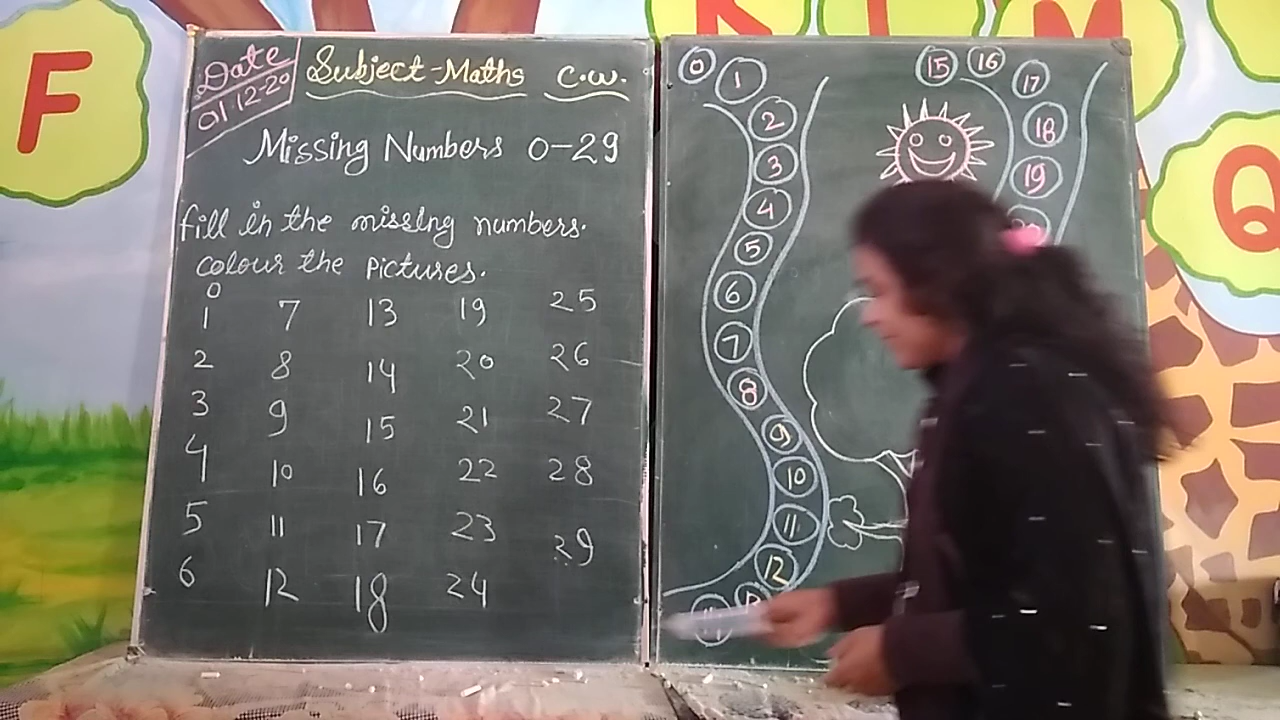 F
Date
01-12-20
Subject-Maths C.W.
Missing Numbers 0-29
Fill in the missing numbers.
colour the pictures.
0
1 7 13 19 25
2 8 14 20 26
3 9 15 21 27
4 10 16 22 28
5 11 17 23 29
6 12 18 24
0
1
2
3
4
5
6
7
8
9
10
11
12
15
16
17
18
19
M
Q